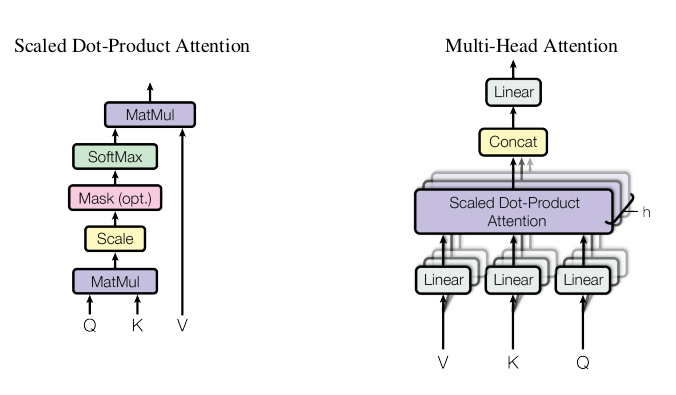 Scaled Dot-Product Attention
MatMul
SoftMax
Mask (opt.)
Scale
MatMul
Q K V
Multi-Head Attention
Linear
Concat
Scaled Dot-Product
Attention
h
Linear Linear Linear
V K Q